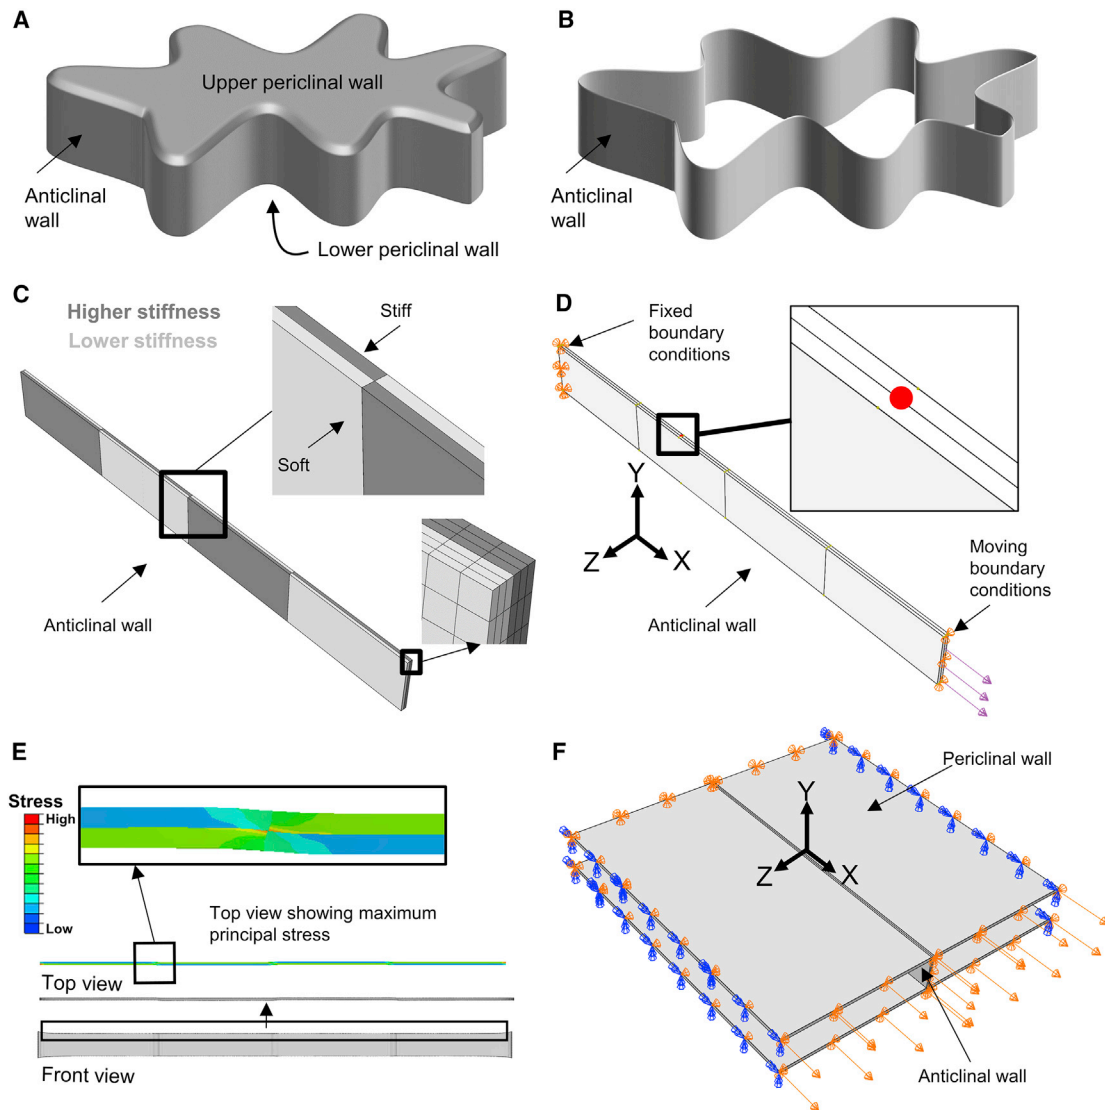 A
Upper periclinal wall
Anticlinal
wall
Lower periclinal wall
B
Anticlinal
wall
C
Higher stiffness
Lower stiffness
Stiff
Soft
Anticlinal wall
D
Fixed
boundary
conditions
Y
Z
X
Moving
boundary
conditions
Anticlinal wall
E
Stress
High
Low
Top view showing maximum
principal stress
Top view
Front view
F
Periclinal wall
Y
Z
X
Anticlinal wall